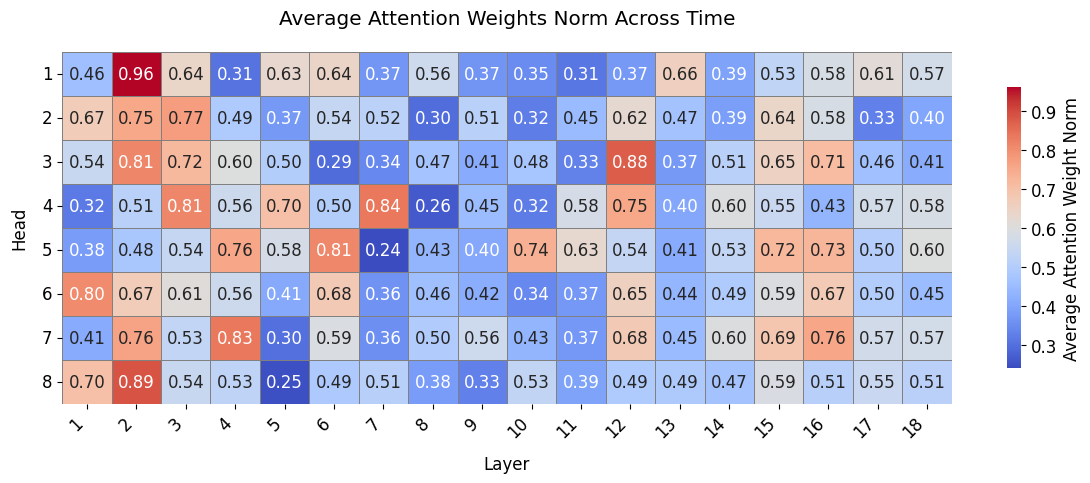 Average Attention Weights Norm Across Time
1 0.46 0.96 0.64 0.31 0.63 0.64 0.37 0.56 0.37 0.35 0.31 0.37 0.66 0.39 0.53 0.58 0.61 0.57
2 0.67 0.75 0.77 0.49 0.37 0.54 0.52 0.30 0.51 0.32 0.45 0.62 0.47 0.39 0.64 0.58 0.33 0.40
3 0.54 0.81 0.72 0.60 0.50 0.29 0.34 0.47 0.41 0.48 0.33 0.88 0.37 0.51 0.65 0.71 0.46 0.41
4 0.32 0.51 0.81 0.56 0.70 0.50 0.84 0.26 0.45 0.32 0.58 0.75 0.40 0.60 0.55 0.43 0.57 0.58
5 0.38 0.48 0.54 0.76 0.58 0.81 0.24 0.43 0.40 0.74 0.63 0.54 0.41 0.53 0.72 0.73 0.50 0.60
6 0.80 0.67 0.61 0.56 0.41 0.68 0.36 0.46 0.42 0.34 0.37 0.65 0.44 0.49 0.59 0.67 0.50 0.45
7 0.41 0.76 0.53 0.83 0.30 0.59 0.36 0.50 0.56 0.43 0.37 0.68 0.45 0.60 0.69 0.76 0.57 0.57
8 0.70 0.89 0.54 0.53 0.25 0.49 0.51 0.38 0.33 0.53 0.39 0.49 0.49 0.47 0.59 0.51 0.55 0.51
1 2 3 4 5 6 7 8 9 10 11 12 13 14 15 16 17 18
Layer
Head
0.9
0.8
0.7
0.6
0.5
0.4
0.3
Average Attention Weight Norm